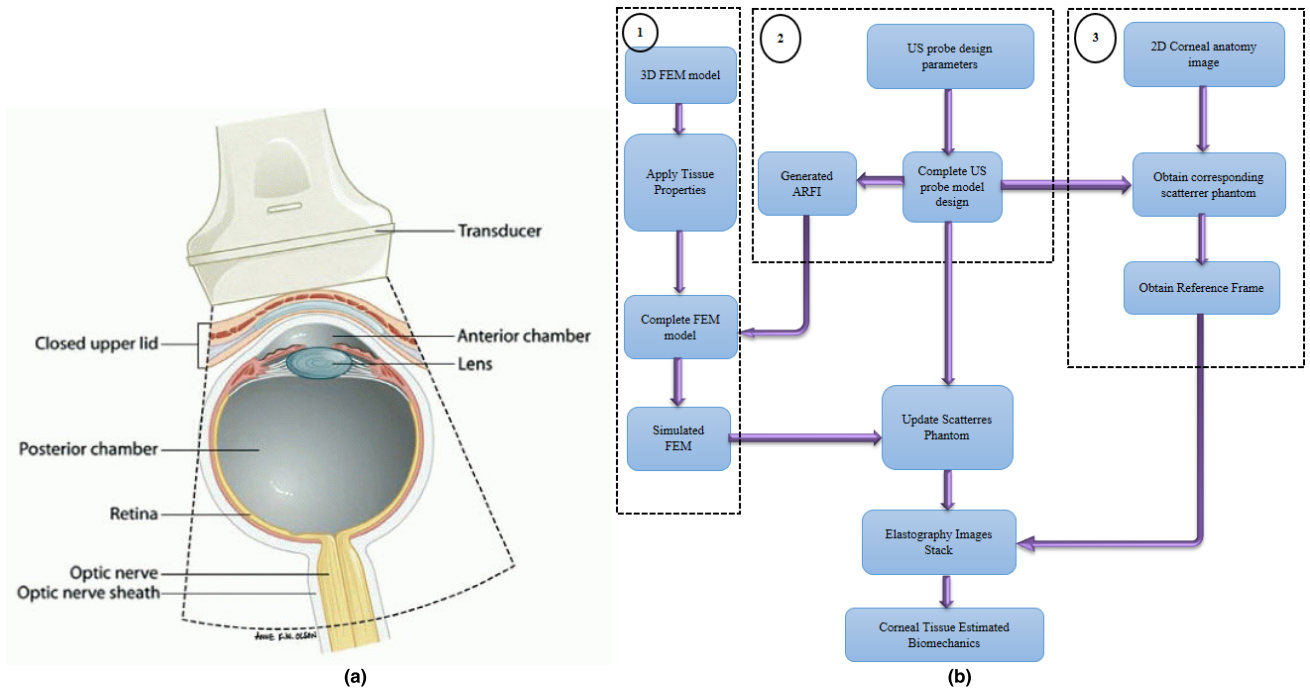 Transducer
Closed upper lid
Anterior chamber
Lens
Posterior chamber
Retina
Optic nerve
Optic nerve sheath
ANNE K.W. OLSEN
(a)
1
3D FEM model
Apply Tissue
Properties
Complete FEM
model
Simulated
FEM
2
US probe design
parameters
Generated
ARFI
Complete US
probe model
design
Update Scatterres
Phantom
Elastography Images
Stack
Corneal Tissue Estimated
Biomechanics
3
2D Corneal anatomy
image
Obtain corresponding
scatterrer phantom
Obtain Reference Frame
(b)